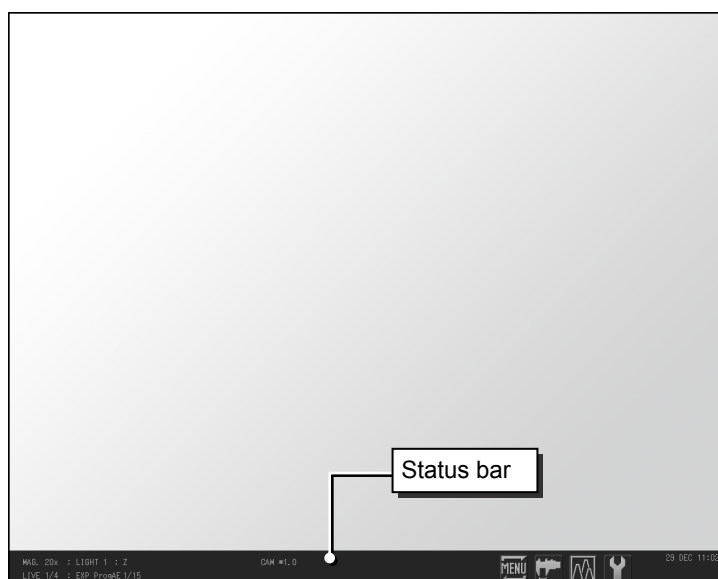 Status bar
MAG. 20x : LIGHT 1 : Z
CAM *1.0
MENU
29 DEC 11:03
LIVE 1/4 : EXP ProgAE 1/15